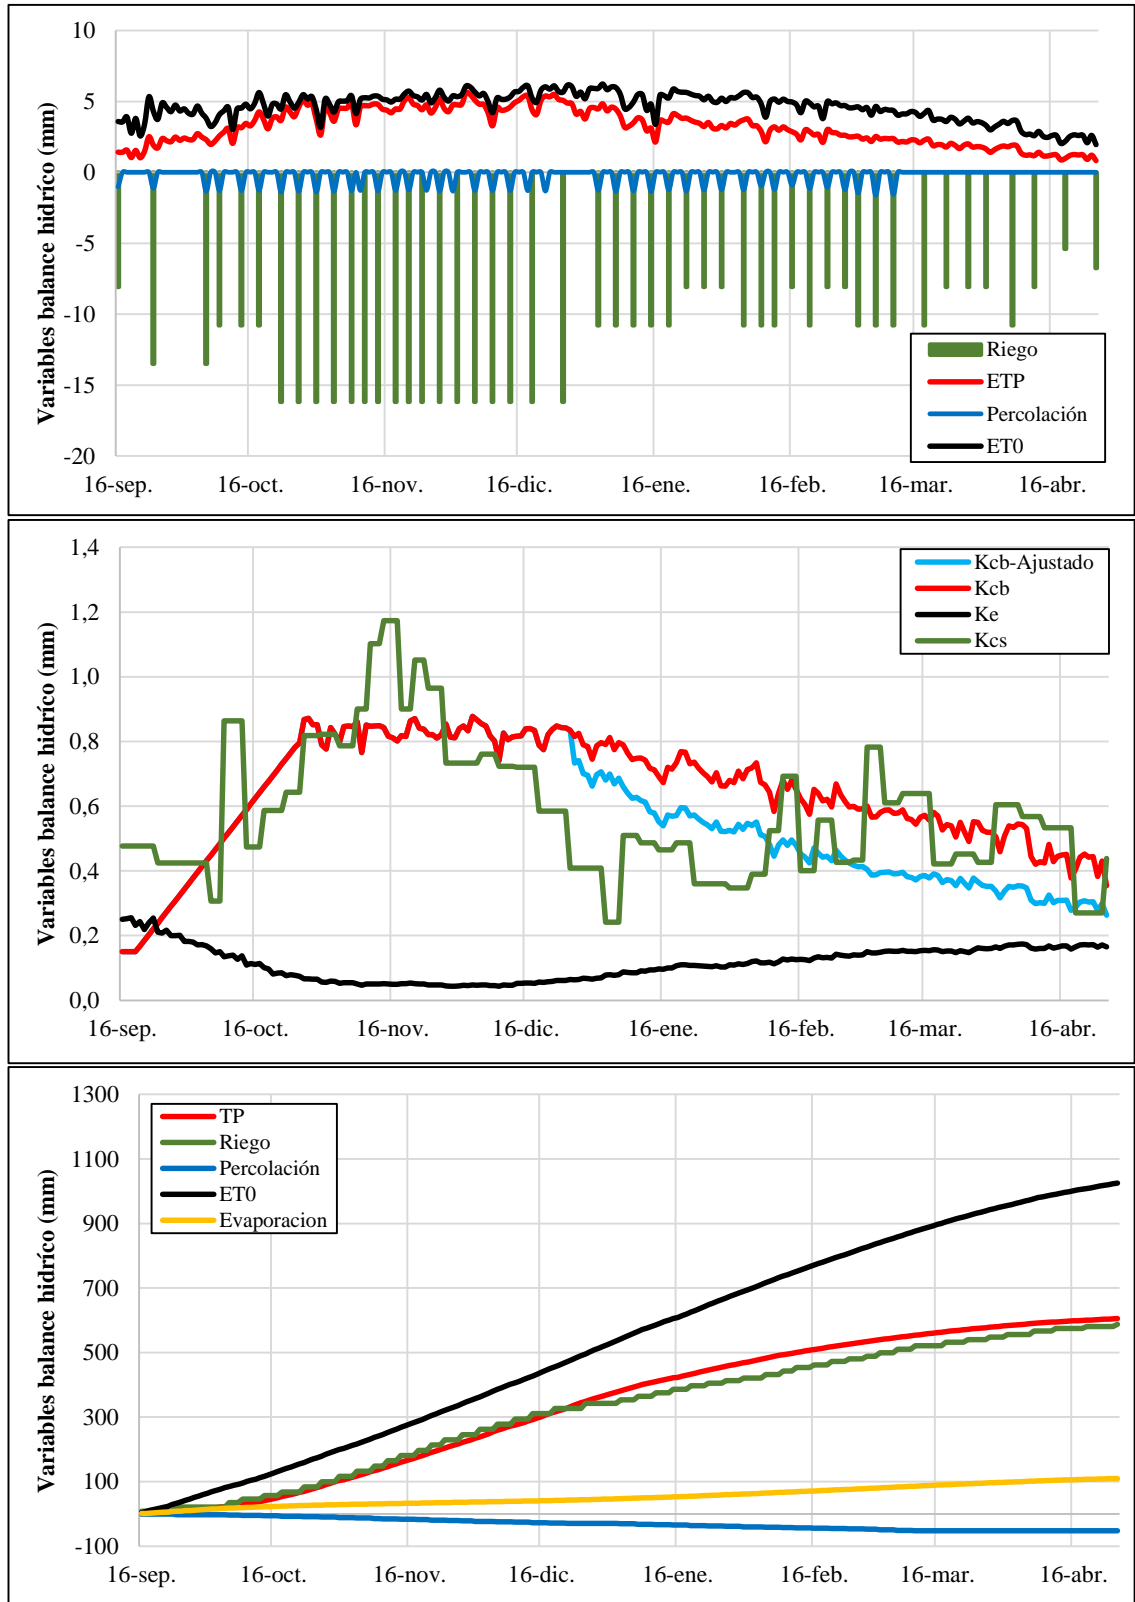 10
5
0
-5
-10
-15
-20
Variables balance hidríco (mm)
Riego
ETP
Percolación
ET0
16-sep. 16-oct. 16-nov. 16-dic. 16-ene. 16-feb. 16-mar. 16-abr.
1,4
1,2
1,0
0,8
0,6
0,4
0,2
0,0
Variables balance hidríco (mm)
Kcb-Ajustado
Kcb
Ke
Kcs
16-sep. 16-oct. 16-nov. 16-dic. 16-ene. 16-feb. 16-mar. 16-abr.
1300
1100
900
700
500
300
100
-100
Variables balance hidríco (mm)
TP
Riego
Percolación
ET0
Evaporacion
16-sep. 16-oct. 16-nov. 16-dic. 16-ene. 16-feb. 16-mar. 16-abr.